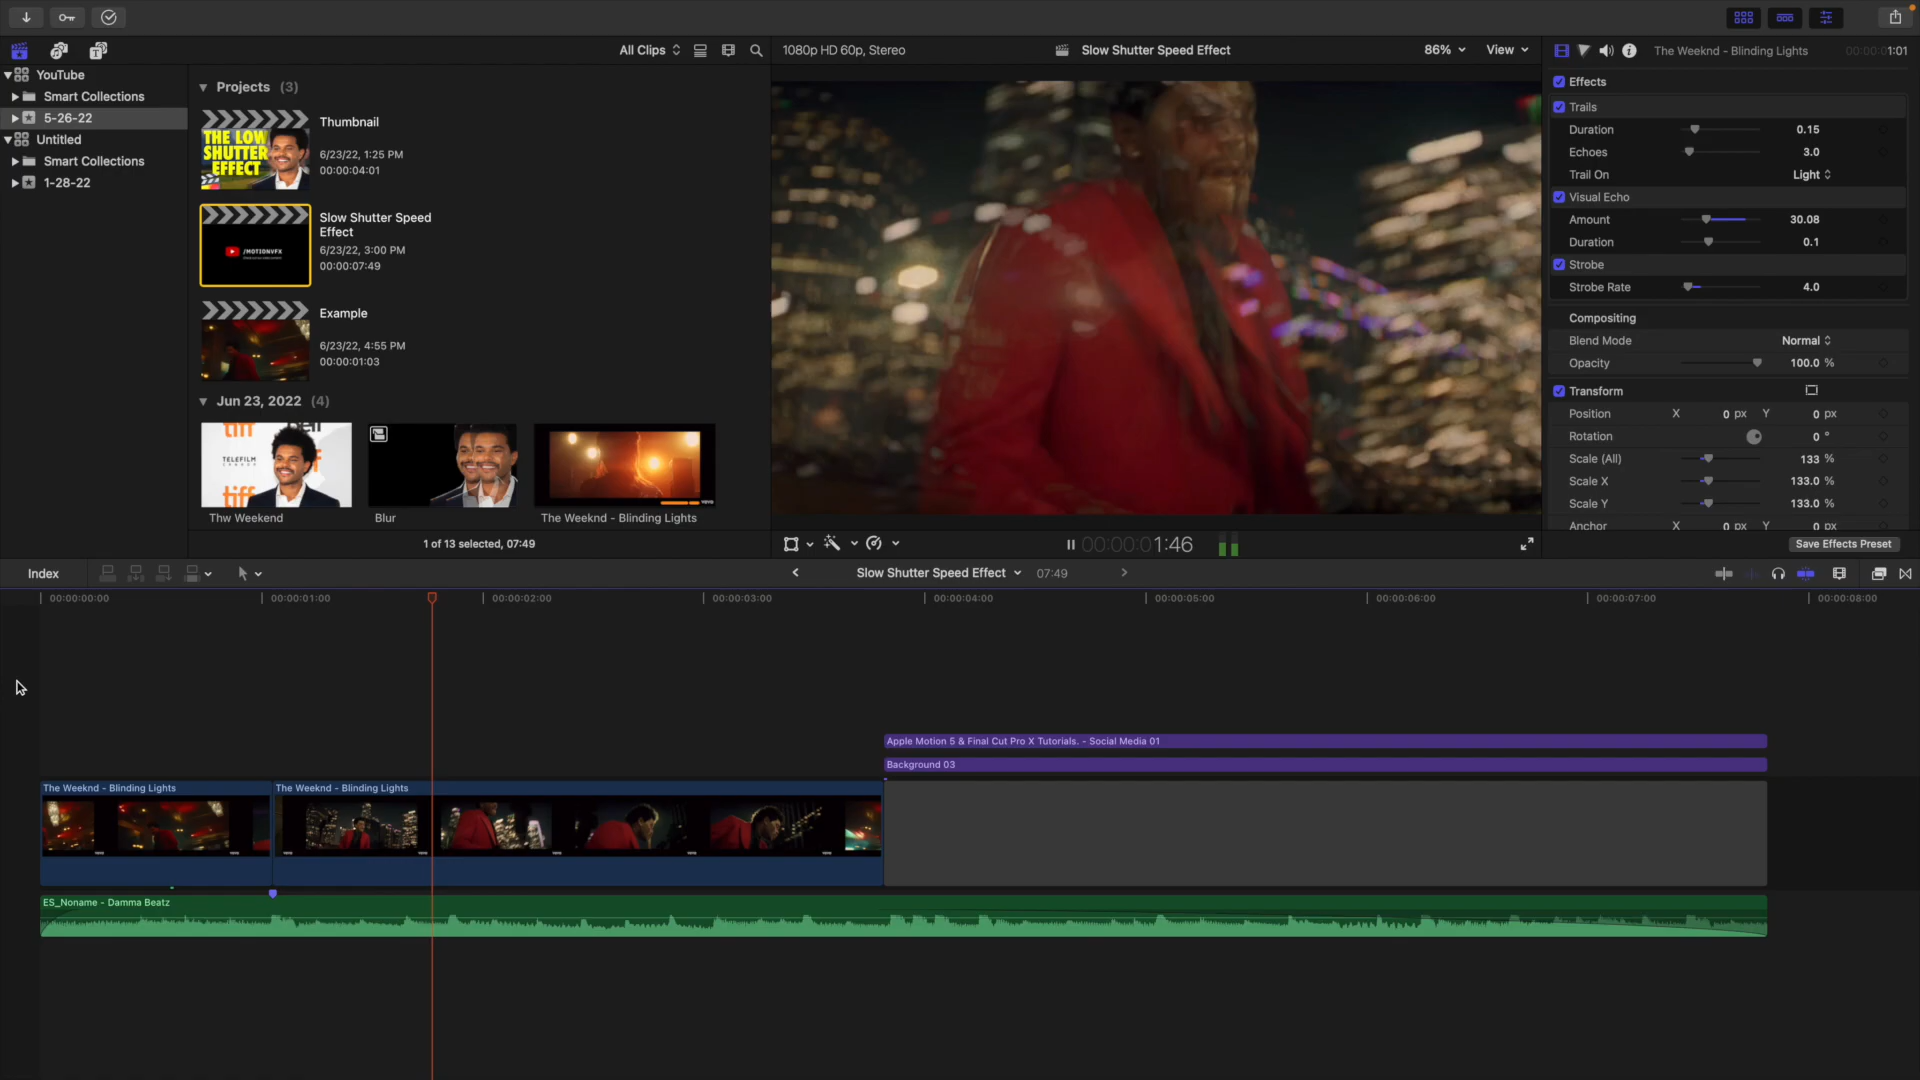 All Clips
1080p HD 60p, Stereo
Slow Shutter Speed Effect
86%
View
The Weeknd - Blinding Lights
00:00:01:01
YouTube
Smart Collections
5-26-22
Untitled
Smart Collections
1-28-22
Projects (3)
THE LOW
SHUTTER
EFFECT
Thumbnail
6/23/22, 1:25 PM
00:00:04:01
/MOTIONVFX
Slow Shutter Speed
Effect
6/23/22, 3:00 PM
00:00:07:49
Example
6/23/22, 4:55 PM
00:00:01:03
Jun 23, 2022 (4)
tiff
TELEFILM
CANADA
tiff
Thw Weekend
Blur
vevo
The Weeknd - Blinding Lights
1 of 13 selected, 07:49
00:00:00:01:46
Effects
Trails
Duration 0.15
Echoes 3.0
Trail On Light
Visual Echo
Amount 30.08
Duration 0.1
Strobe
Strobe Rate 4.0
Compositing
Blend Mode Normal
Opacity 100.0 %
Transform
Position X 0 px Y 0 px
Rotation 0 °
Scale (All) 133 %
Scale X 133.0 %
Scale Y 133.0 %
Anchor X 0 px Y 0 px
Save Effects Preset
Index
Slow Shutter Speed Effect
07:49
00:00:00:00
00:00:01:00
00:00:02:00
00:00:03:00
00:00:04:00
00:00:05:00
00:00:06:00
00:00:07:00
00:00:08:00
Apple Motion 5 & Final Cut Pro X Tutorials. - Social Media 01
Background 03
The Weeknd - Blinding Lights
The Weeknd - Blinding Lights
ES_Noname - Damma Beatz